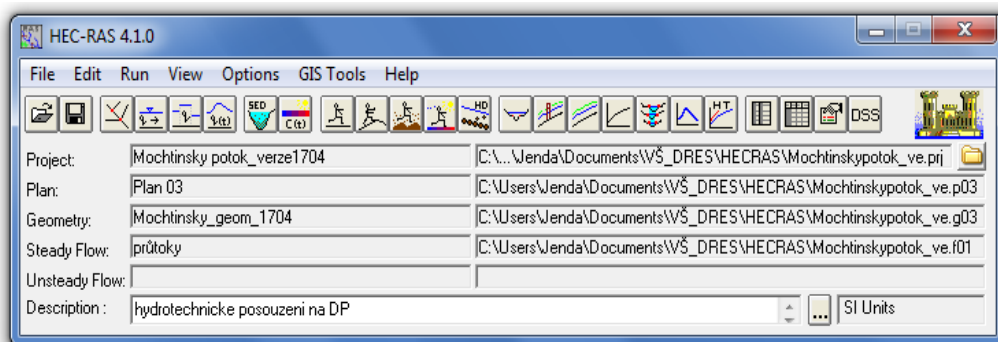 HEC-RAS 4.1.0
File Edit Run View Options GIS Tools Help
SED C(t) HD HT DSS
Project: Mochtinsky potok_verze1704 C:\...\Jenda\Documents\VŠ_DRES\HECRAS\Mochtinskypotok_ve.prj
Plan: Plan 03 C:\Users\Jenda\Documents\VŠ_DRES\HECRAS\Mochtinskypotok_ve.p03
Geometry: Mochtinsky_geom_1704 C:\Users\Jenda\Documents\VŠ_DRES\HECRAS\Mochtinskypotok_ve.g03
Steady Flow: průtoky C:\Users\Jenda\Documents\VŠ_DRES\HECRAS\Mochtinskypotok_ve.f01
Unsteady Flow:
Description : hydrotechnicke posouzeni na DP ... SI Units